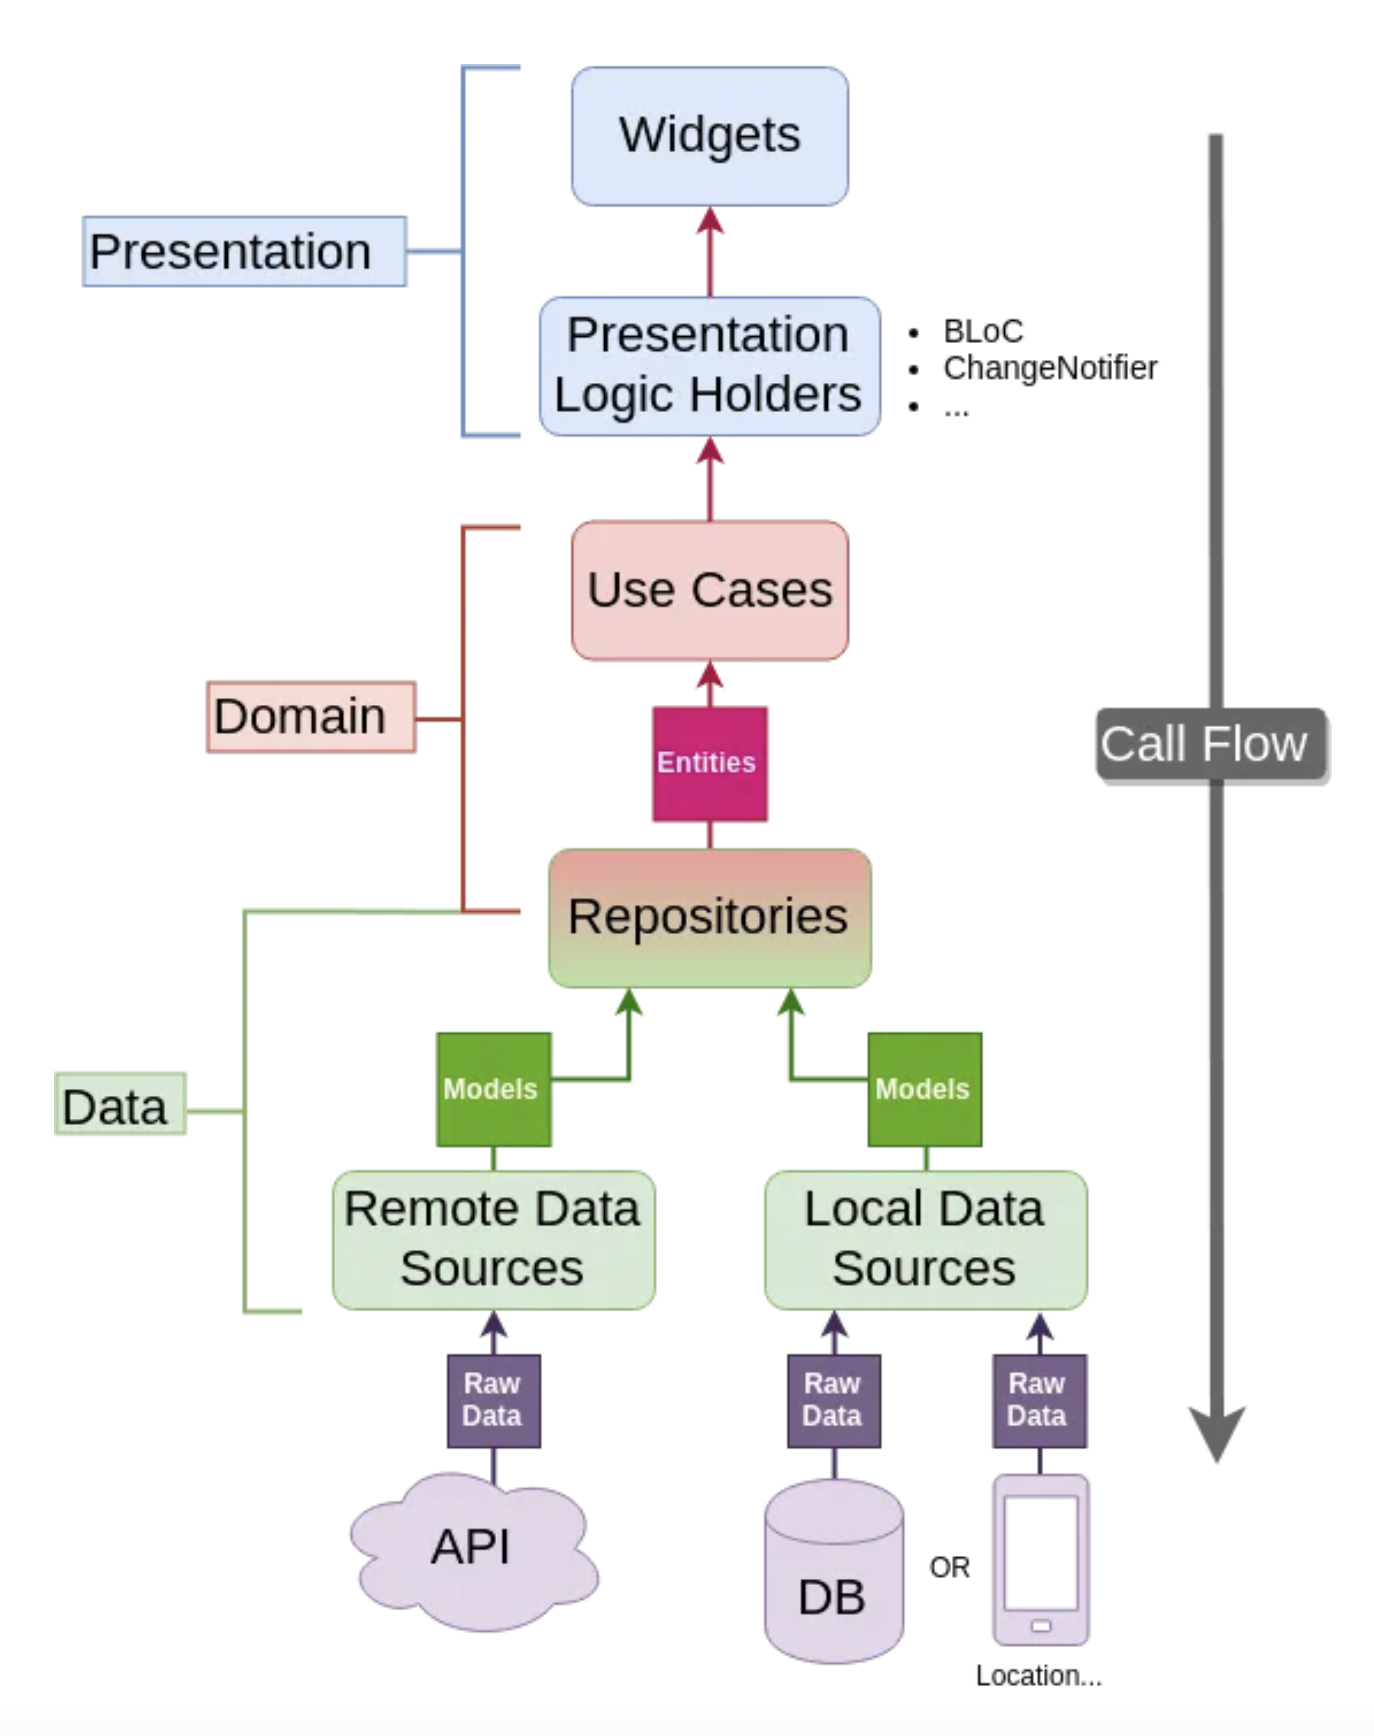 Widgets
Presentation
Presentation
Logic Holders
• BLoC
• ChangeNotifier
• ...
Use Cases
Domain
Entities
Call Flow
Repositories
Models
Models
Data
Remote Data
Sources
Local Data
Sources
Raw
Data
Raw
Data
Raw
Data
API
DB
OR
Location...